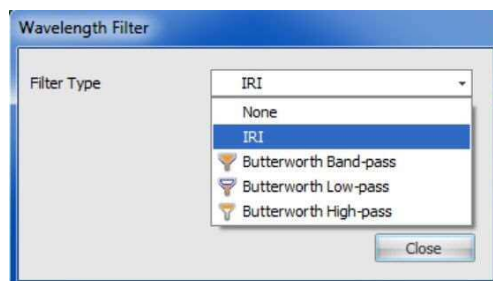 Wavelength Filter
Filter Type IRI
None
IRI
Butterworth Band-pass
Butterworth Low-pass
Butterworth High-pass
Close